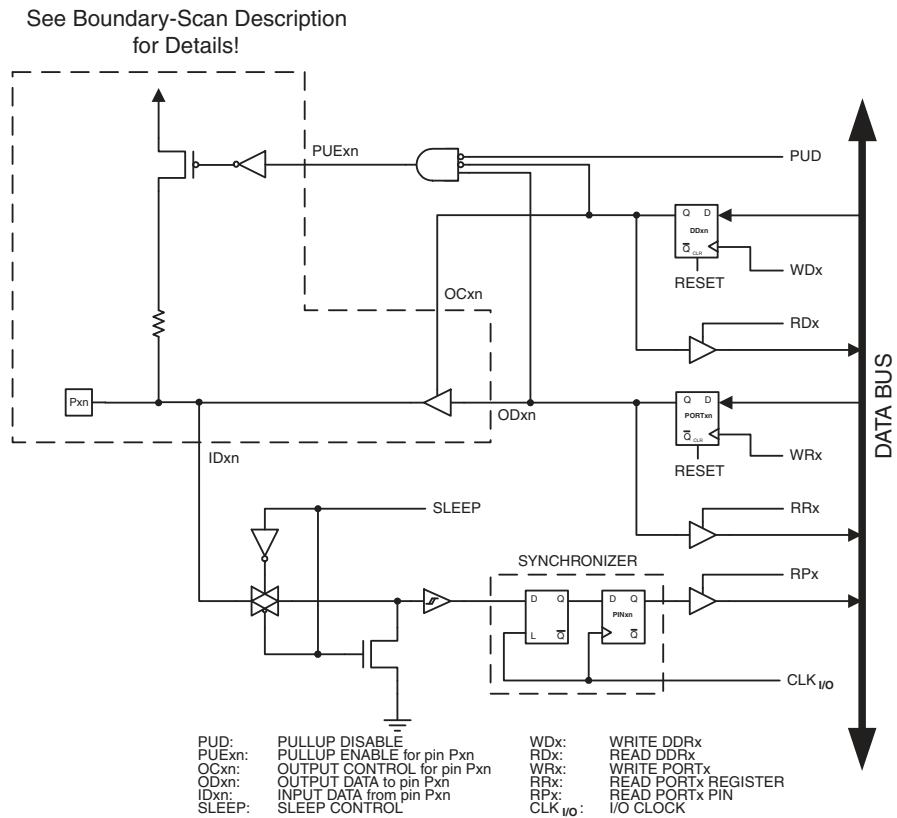 See Boundary-Scan Description
for Details!
PUExn
PUD
Q D
DDxn
Q CLR
RESET
WDx
OCxn
RDx
Pxn
ODxn
Q D
PORTxn
Q CLR
RESET
WRx
DATA BUS
IDxn
SLEEP
RRx
SYNCHRONIZER
RPx
D Q
L Q
D Q
PINxn
Q
CLK I/O
PUD: PULLUP DISABLE
PUExn: PULLUP ENABLE for pin Pxn
OCxn: OUTPUT CONTROL for pin Pxn
ODxn: OUTPUT DATA to pin Pxn
IDxn: INPUT DATA from pin Pxn
SLEEP: SLEEP CONTROL
WDx: WRITE DDRx
RDx: READ DDRx
WRx: WRITE PORTx
RRx: READ PORTx REGISTER
RPx: READ PORTx PIN
CLK I/O: I/O CLOCK